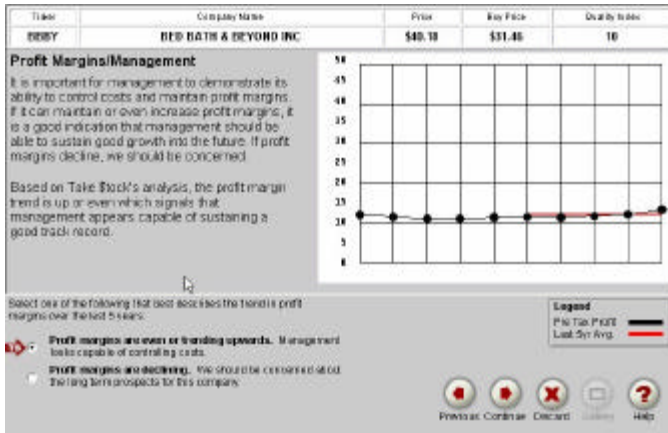 Ticker Company Name Price Buy Price Quality Index
BBBY BED BATH & BEYOND INC $40.18 $31.46 10
Profit Margins/Management
It is important for management to demonstrate its
ability to control costs and maintain profit margins.
If it can maintain or even increase profit margins, it
is a good indication that management should be
able to sustain good growth into the future. If profit
margins decline, we should be concerned.
Based on Take $tock's analysis, the profit margin
trend is up or even which signals that
management appears capable of sustaining a
good track record.
50
45
40
35
30
25
20
15
10
5
0
Select one of the following that best describes the trend in profit
margins over the last 5 years.
Profit margins are even or trending upwards. Management
looks capable of controlling costs.
Profit margins are declining. We should be concerned about
the long term prospects for this company.
Legend
Pre Tax Profit
Last 5yr Avg.
Previous Continue Discard Help